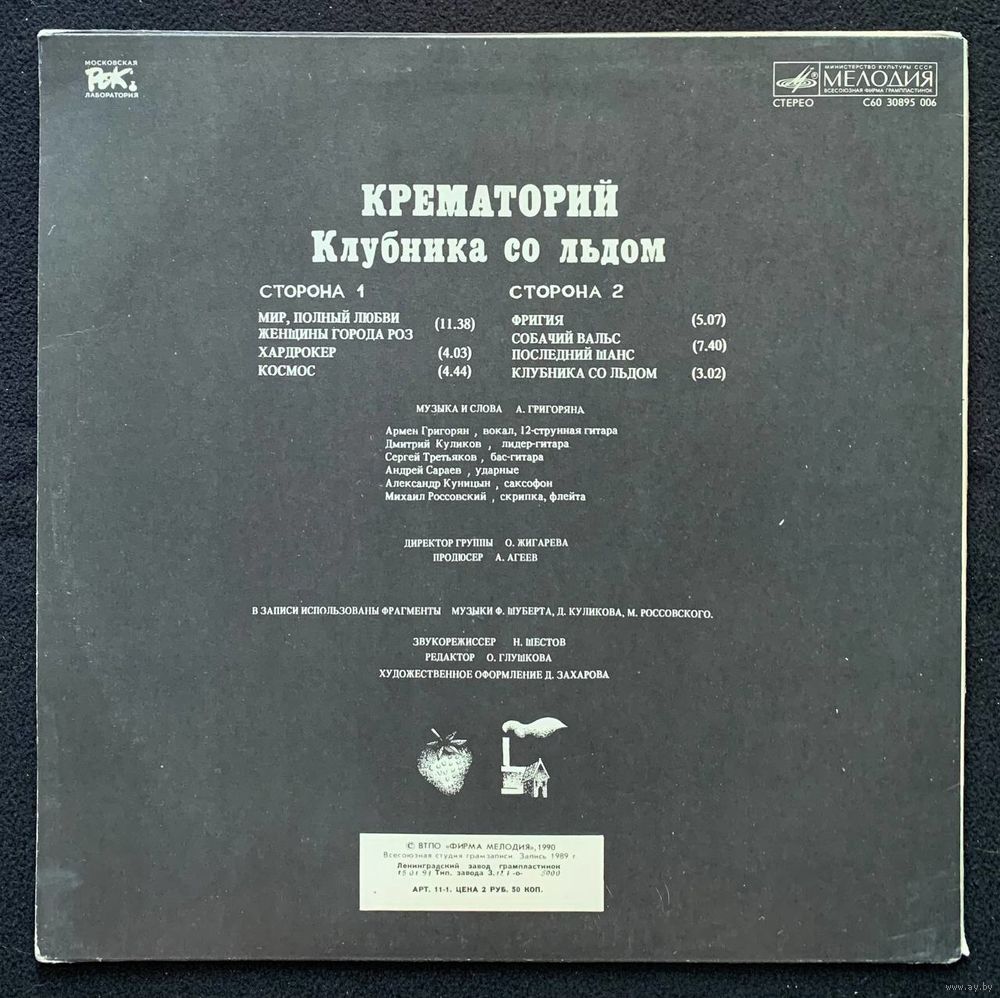 МОСКОВСКАЯ
РОК
ЛАБОРАТОРИЯ
МИНИСТЕРСТВО КУЛЬТУРЫ СССР
МЕЛОДИЯ
ВСЕСОЮЗНАЯ ФИРМА ГРАМПЛАСТИНОК
СТЕРЕО С60 30895 006
КРЕМАТОРИЙ
Клубника со льдом
СТОРОНА 1
МИР, ПОЛНЫЙ ЛЮБВИ
ЖЕНЩИНЫ ГОРОДА РОЗ (11.38)
ХАРДРОКЕР (4.03)
КОСМОС (4.44)
СТОРОНА 2
ФРИГИЯ (5.07)
СОБАЧИЙ ВАЛЬС
ПОСЛЕДНИЙ ШАНС (7.40)
КЛУБНИКА СО ЛЬДОМ (3.02)
МУЗЫКА И СЛОВА А. ГРИГОРЯНА
Армен Григорян , вокал, 12-струнная гитара
Дмитрий Куликов , лидер-гитара
Сергей Третьяков , бас-гитара
Андрей Сараев , ударные
Александр Куницын , саксофон
Михаил Россовский , скрипка, флейта
ДИРЕКТОР ГРУППЫ О. ЖИГАРЕВА
ПРОДЮСЕР А. АГЕЕВ
В ЗАПИСИ ИСПОЛЬЗОВАНЫ ФРАГМЕНТЫ МУЗЫКИ Ф. ШУБЕРТА, Д. КУЛИКОВА, М. РОССОВСКОГО.
ЗВУКОРЕЖИССЕР Н. ШЕСТОВ
РЕДАКТОР О. ГЛУШКОВА
ХУДОЖЕСТВЕННОЕ ОФОРМЛЕНИЕ Д. ЗАХАРОВА
© ВТПО «ФИРМА МЕЛОДИЯ», 1990
Всесоюзная студия грамзаписи. Запись 1989 г.
Ленинградский завод грампластинок
Тип. завода З.
АРТ. 11-1. ЦЕНА 2 РУБ. 50 КОП.
www.ay.by